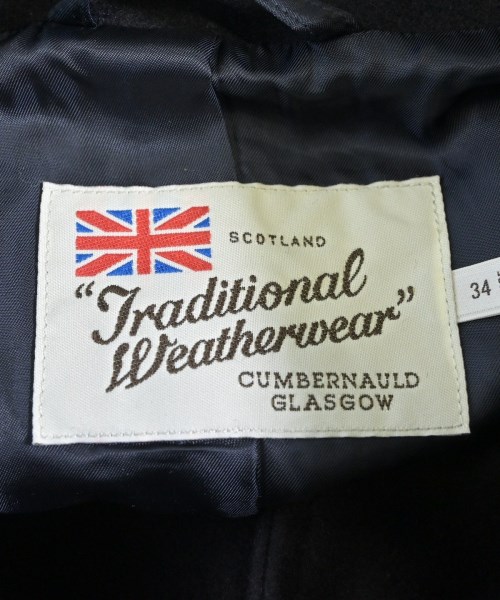 SCOTLAND
"Traditional
Weatherwear"
CUMBERNAULD
GLASGOW
34